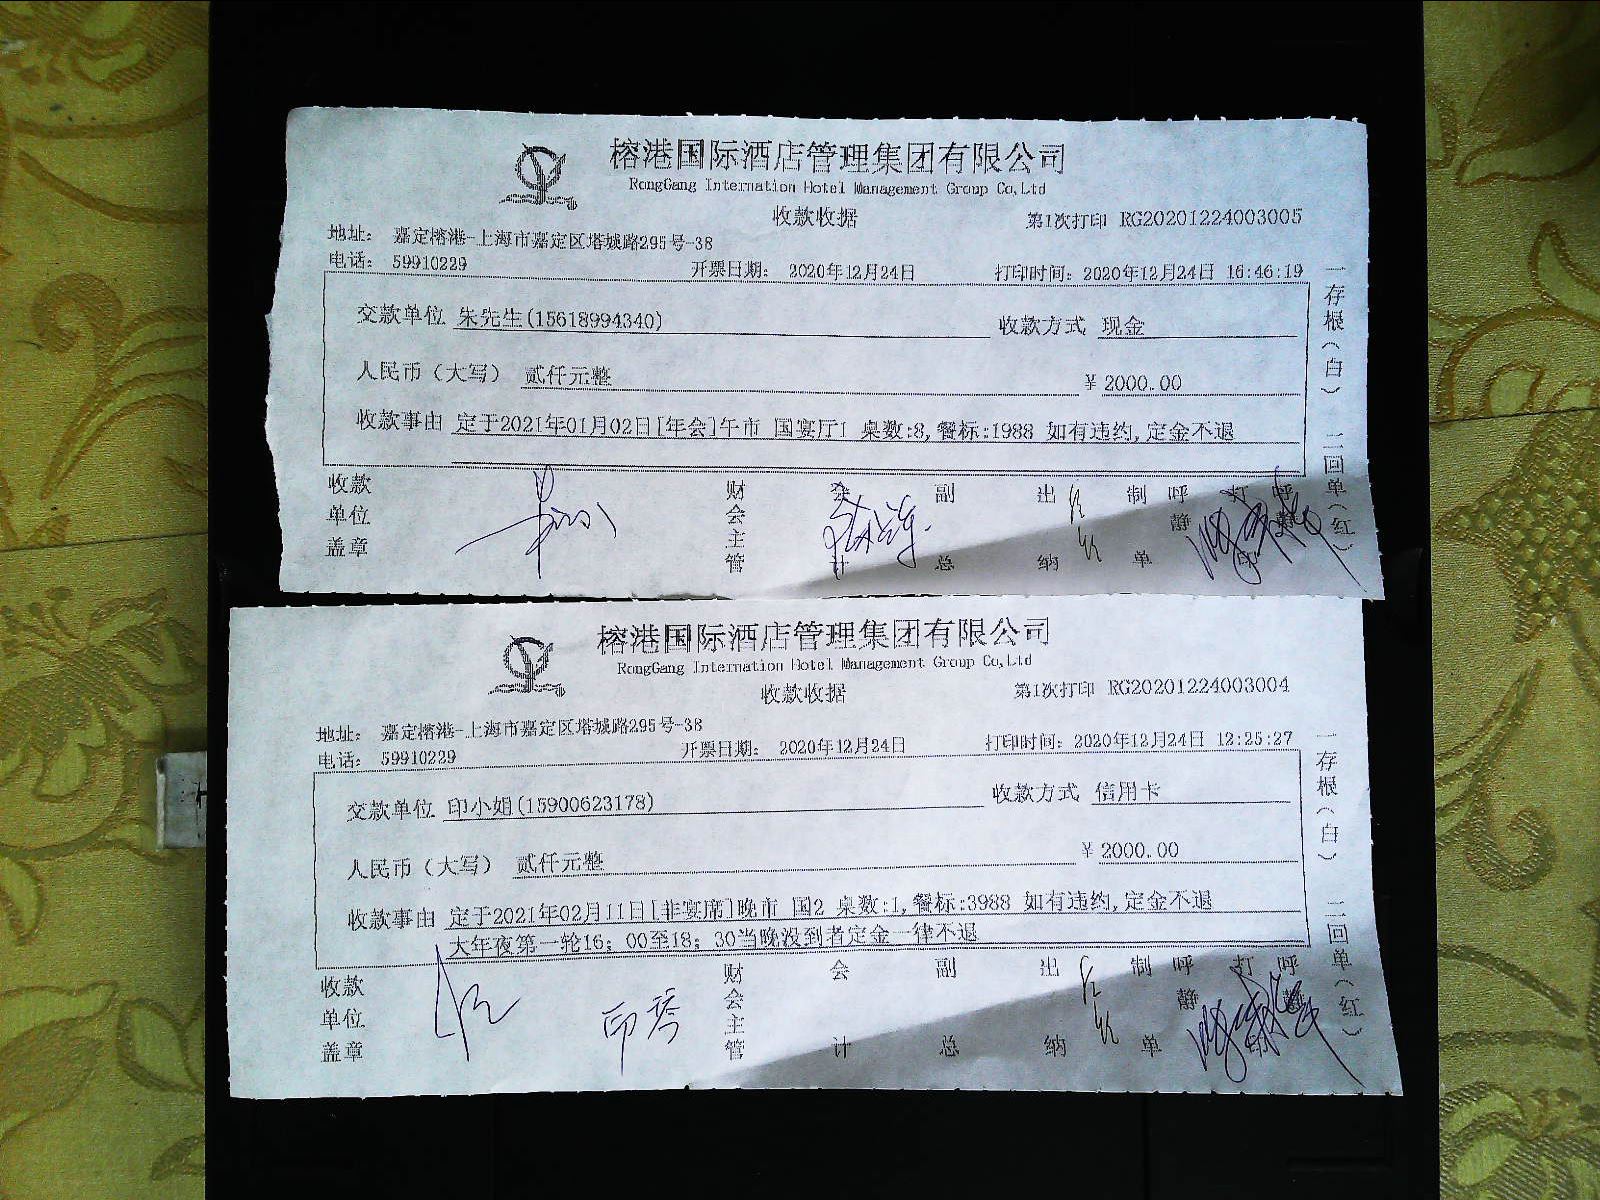 榕港国际酒店管理集团有限公司
RongGang Internation Hotel Management Group Co,Ltd
收款收据
第1次打印 RG20201224003005
地址： 嘉定榕港-上海市嘉定区塔城路295号-38
电话： 59910229
开票日期： 2020年12月24日
打印时间：2020年12月24日 16:46:19
交款单位 朱先生(15618994340)
收款方式 现金
人民币（大写） 贰仟元整
¥ 2000.00
收款事由 定于2021年01月02日[年会]午市 国宴厅1 桌数:8,餐标:1988 如有违约,定金不退
收款单位盖章
财会主管
会计
副总
出纳
制单
呼静
打印
呼静
一存根（白） 二回单（红）
榕港国际酒店管理集团有限公司
RongGang Internation Hotel Management Group Co,Ltd
收款收据
第1次打印 RG20201224003004
地址： 嘉定榕港-上海市嘉定区塔城路295号-38
电话： 59910229
开票日期： 2020年12月24日
打印时间：2020年12月24日 12:25:27
交款单位 印小姐(15900623178)
收款方式 信用卡
人民币（大写） 贰仟元整
¥ 2000.00
收款事由 定于2021年02月11日[非宴席]晚市 国2 桌数:1,餐标:3988 如有违约,定金不退
大年夜第一轮16：00至18：30当晚没到者定金一律不退
收款单位盖章
印琴
财会主管
会计
副总
出纳
制单
呼静
打印
呼静
一存根（白） 二回单（红）